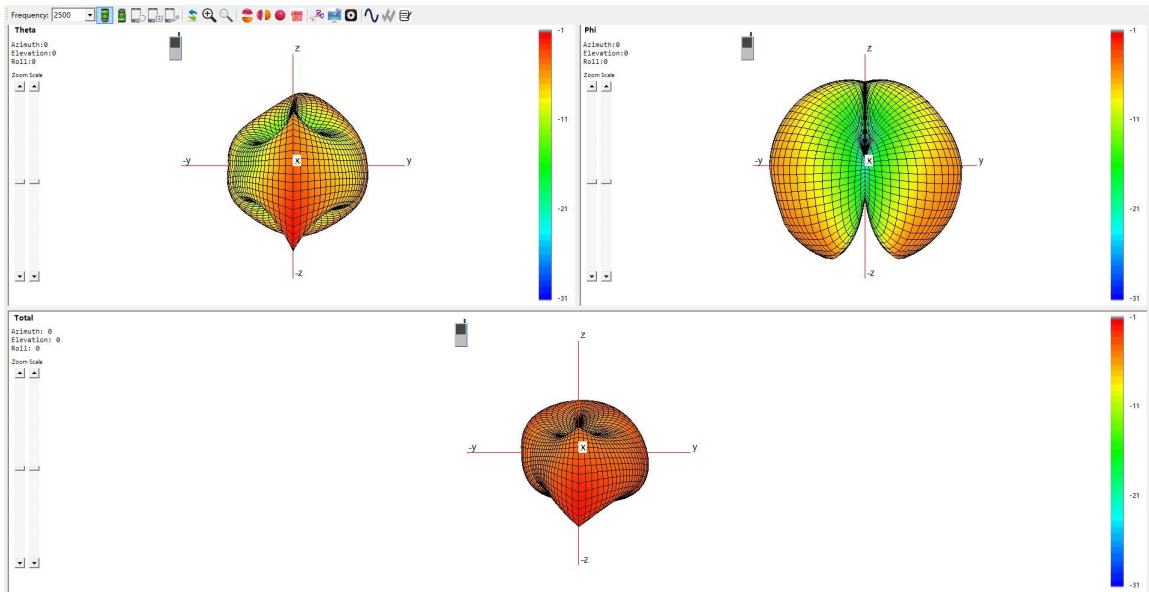 Frequency: 2500
Theta
Azimuth:0
Elevation:0
Roll:0
Zoom Scale
z
-y
x
y
-z
-1
-11
-21
-31
Phi
Azimuth:0
Elevation:0
Roll:0
Zoom Scale
z
-y
x
y
-z
-1
-11
-21
-31
Total
Azimuth: 0
Elevation: 0
Roll: 0
Zoom Scale
z
-y
x
y
-z
-1
-11
-21
-31